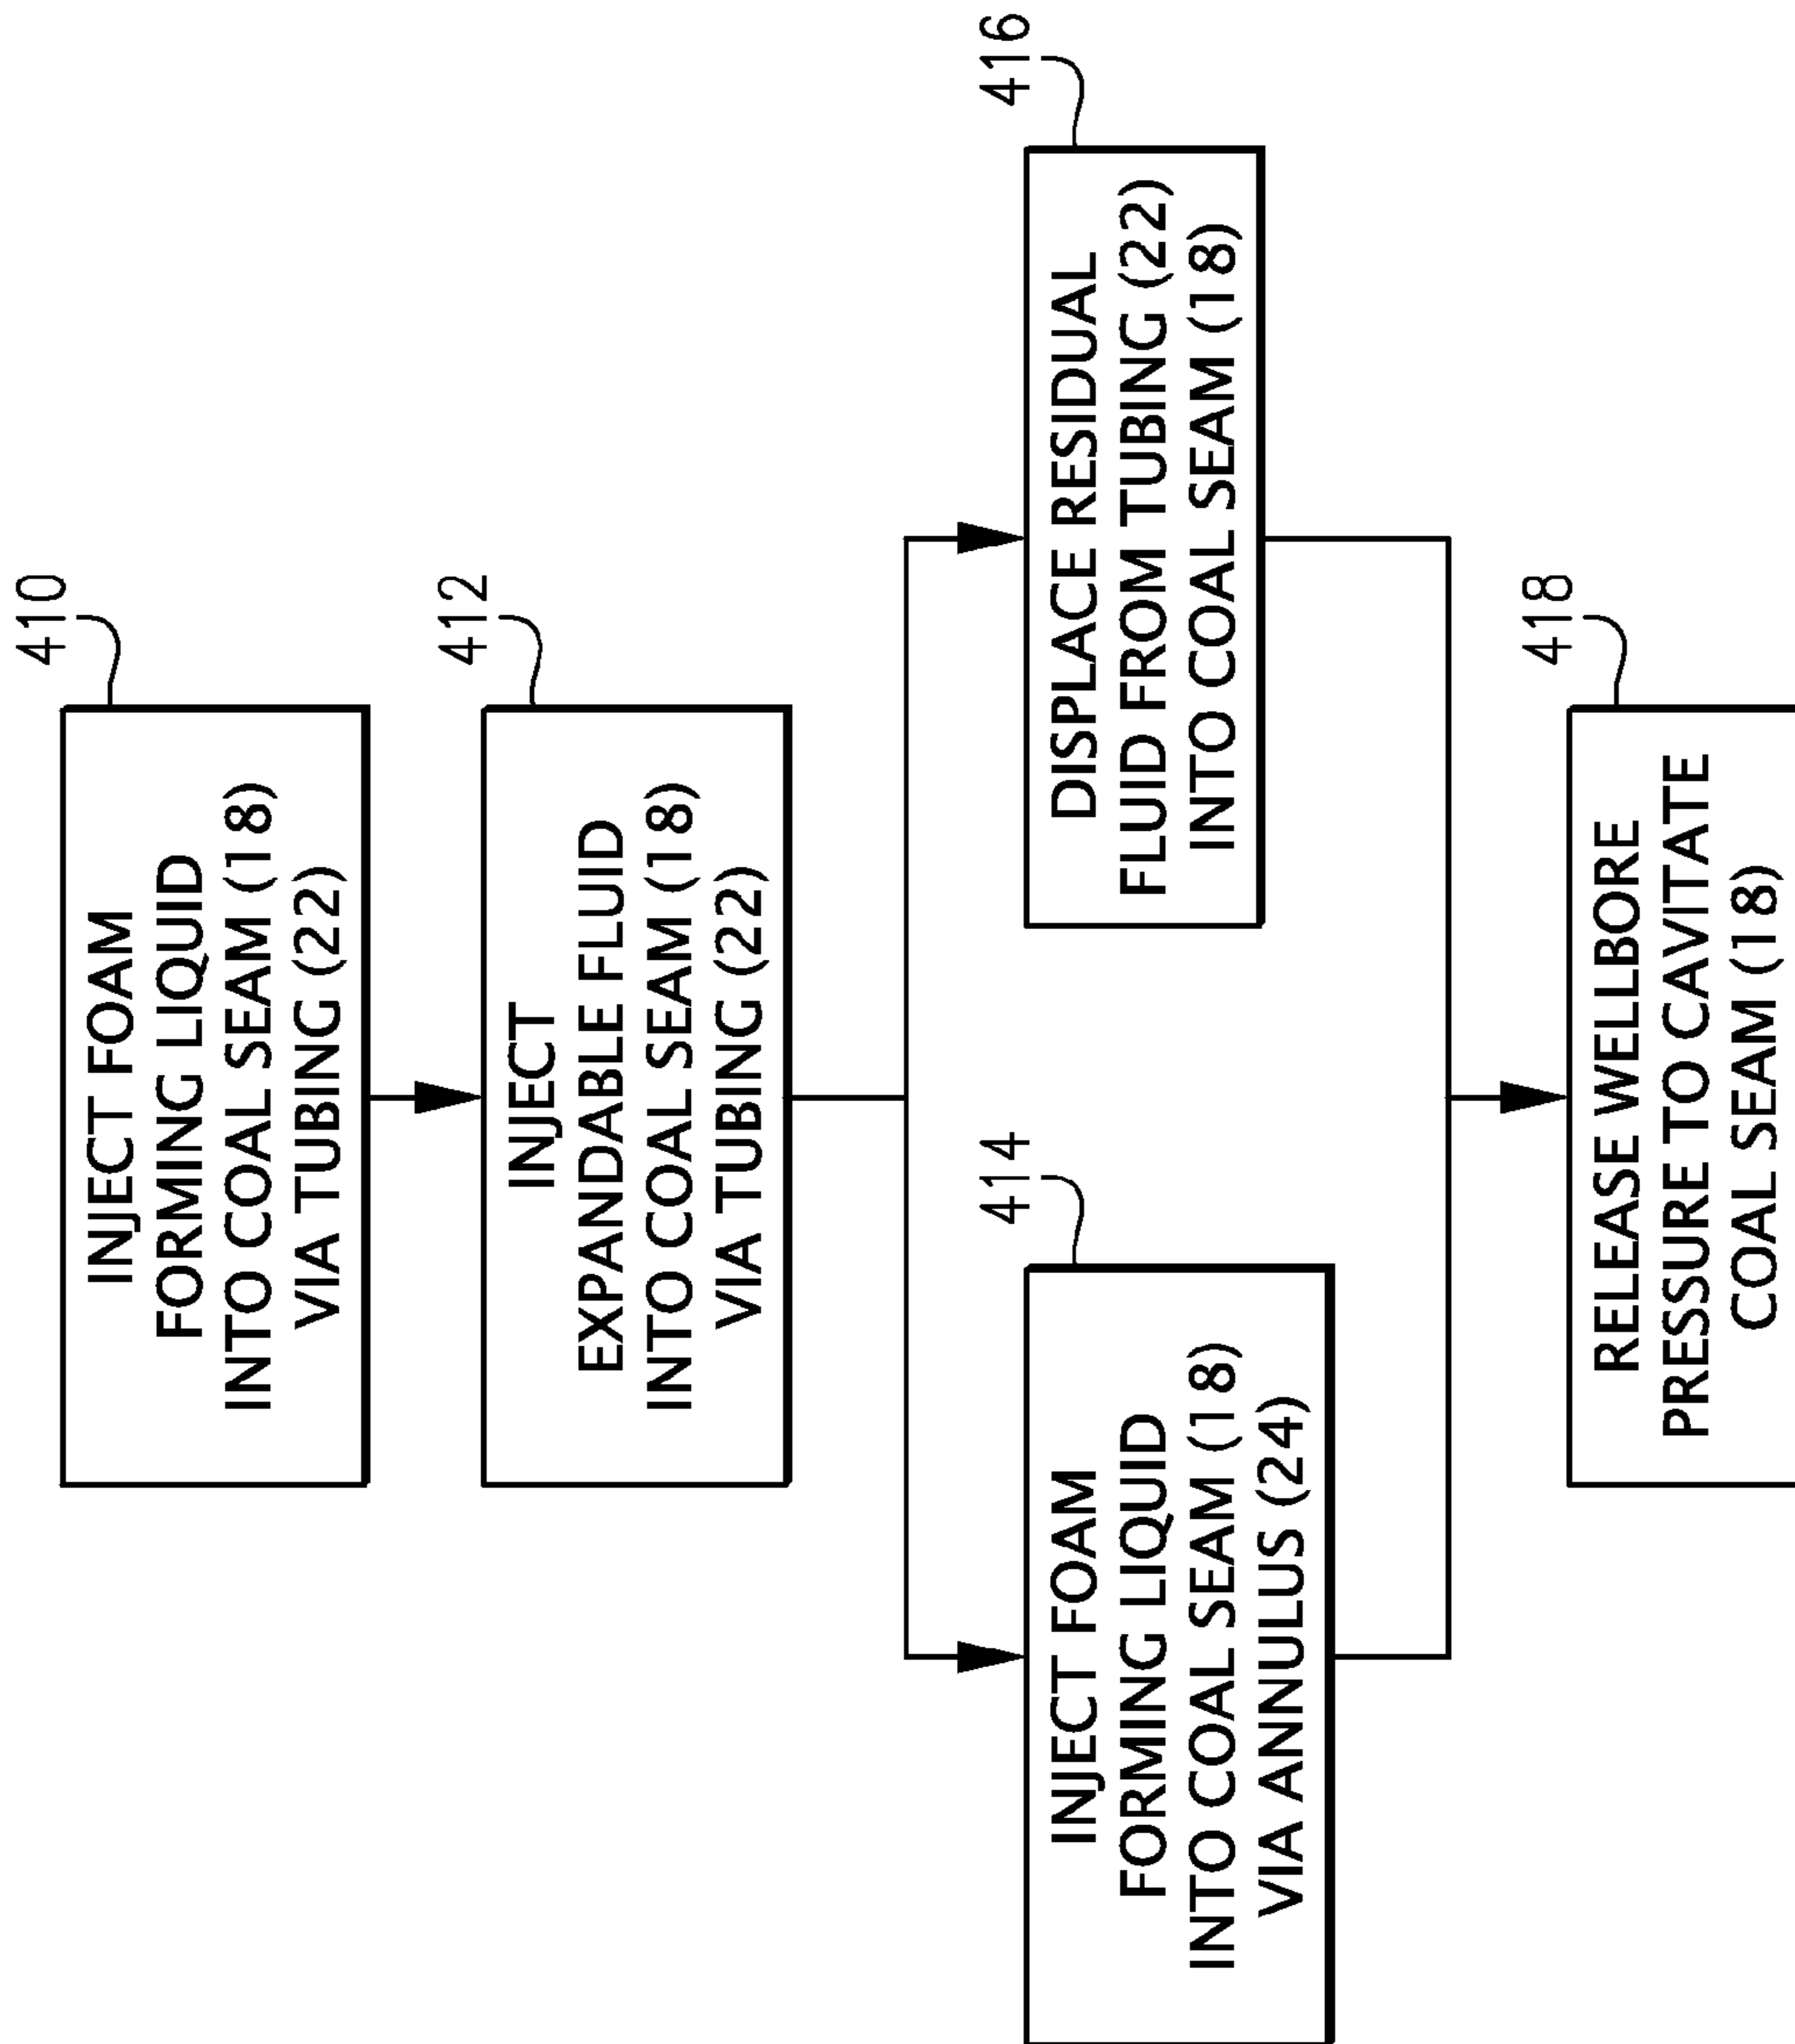 410
INJECT FOAM
FORMING LIQUID
INTO COAL SEAM (18)
VIA TUBING (22)
412
INJECT
EXPANDABLE FLUID
INTO COAL SEAM (18)
VIA TUBING (22)
414
INJECT FOAM
FORMING LIQUID
INTO COAL SEAM (18)
VIA ANNULUS (24)
416
DISPLACE RESIDUAL
FLUID FROM TUBING (22)
INTO COAL SEAM (18)
418
RELEASE WELLBORE
PRESSURE TO CAVITATE
COAL SEAM (18)